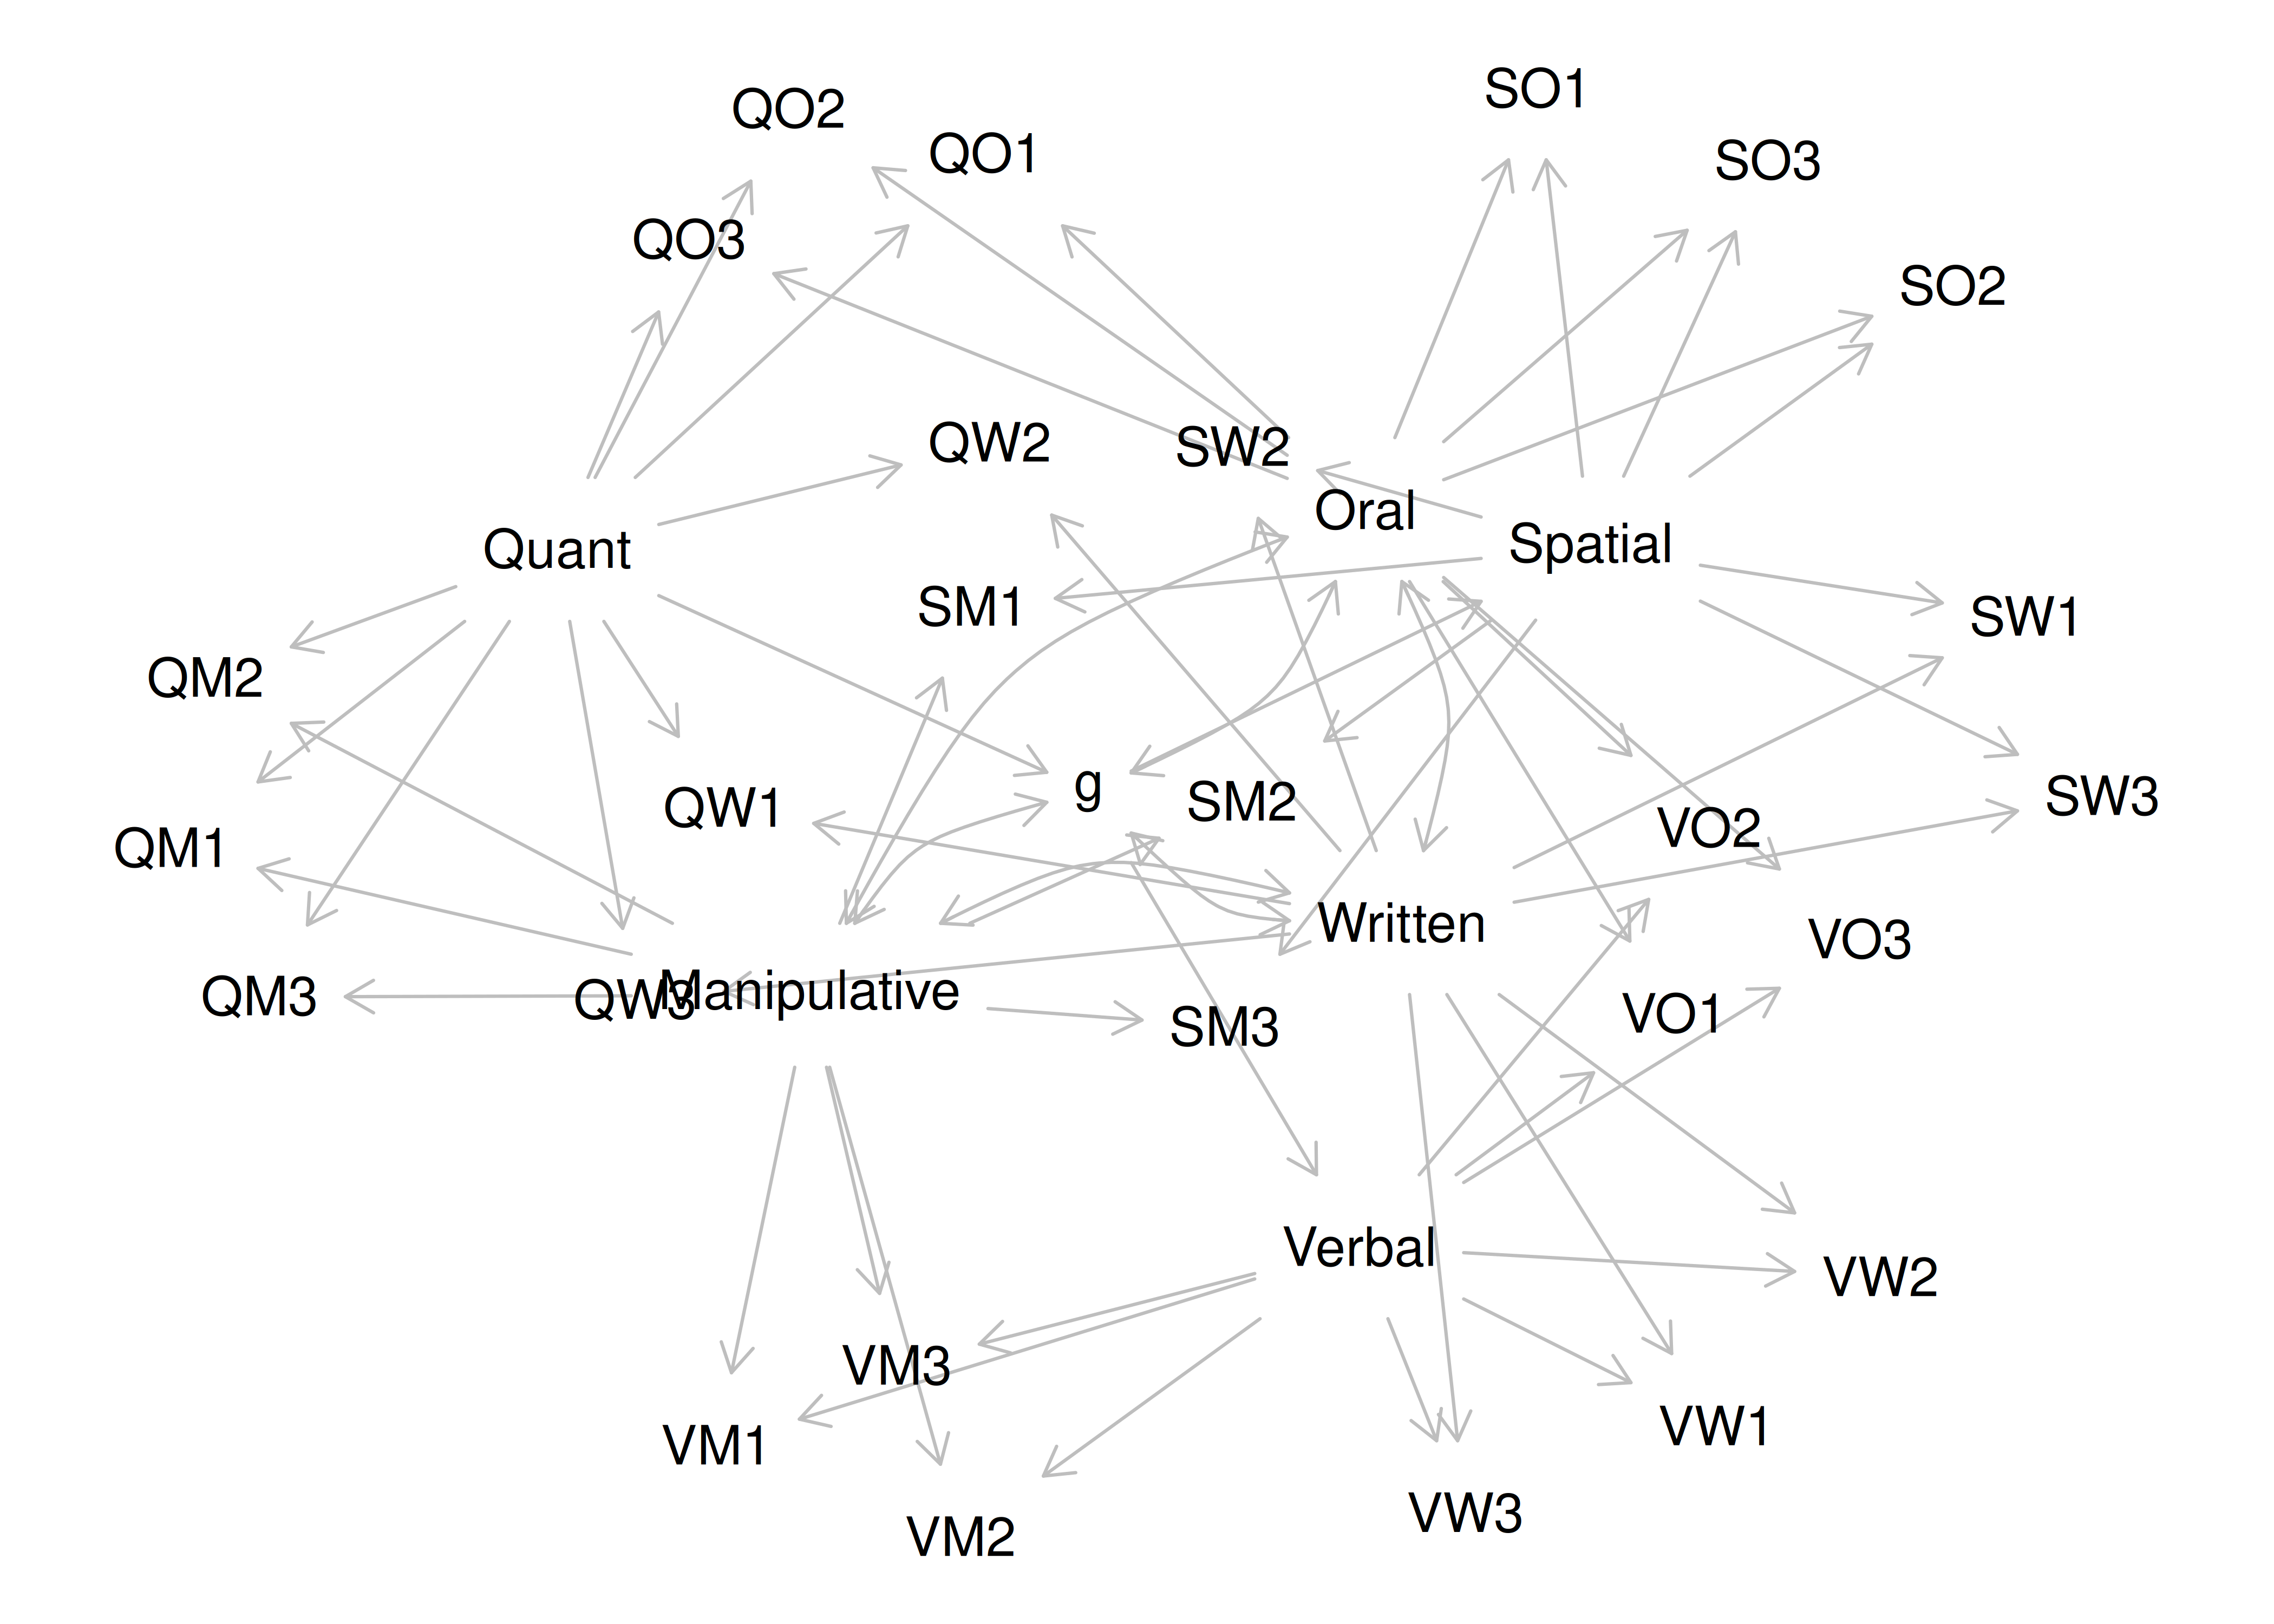 SO1
QO2
QO1
SO3
QO3
SO2
QW2
SW2
Oral
Spatial
Quant
SM1
SW1
QM2
g
SM2
SW3
QW1
VO2
QM1
Written
VO3
Manipulative
QM3
QW3
VO1
SM3
Verbal
VW2
VM3
VW1
VM1
VW3
VM2